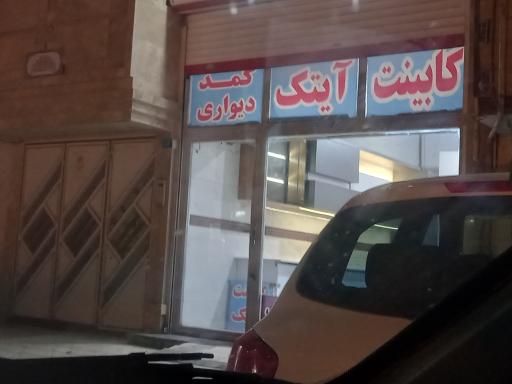 کابینت آیتک کمد
دیواری